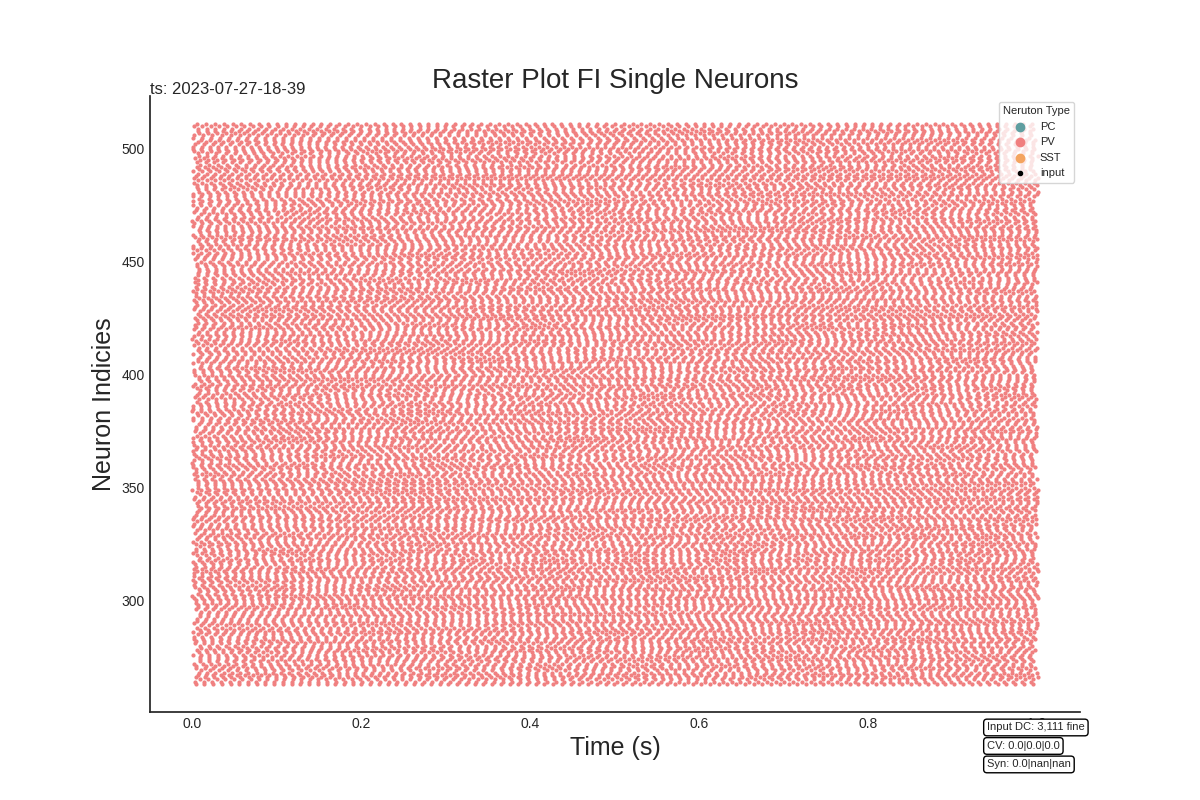 Raster Plot FI Single Neurons
ts: 2023-07-27-18-39
Neruton Type
PC
PV
SST
input
500
450
400
350
300
Neuron Indicies
0.0 0.2 0.4 0.6 0.8
Time (s)
Input DC: 3,111 fine
CV: 0.0|0.0|0.0
Syn: 0.0|nan|nan